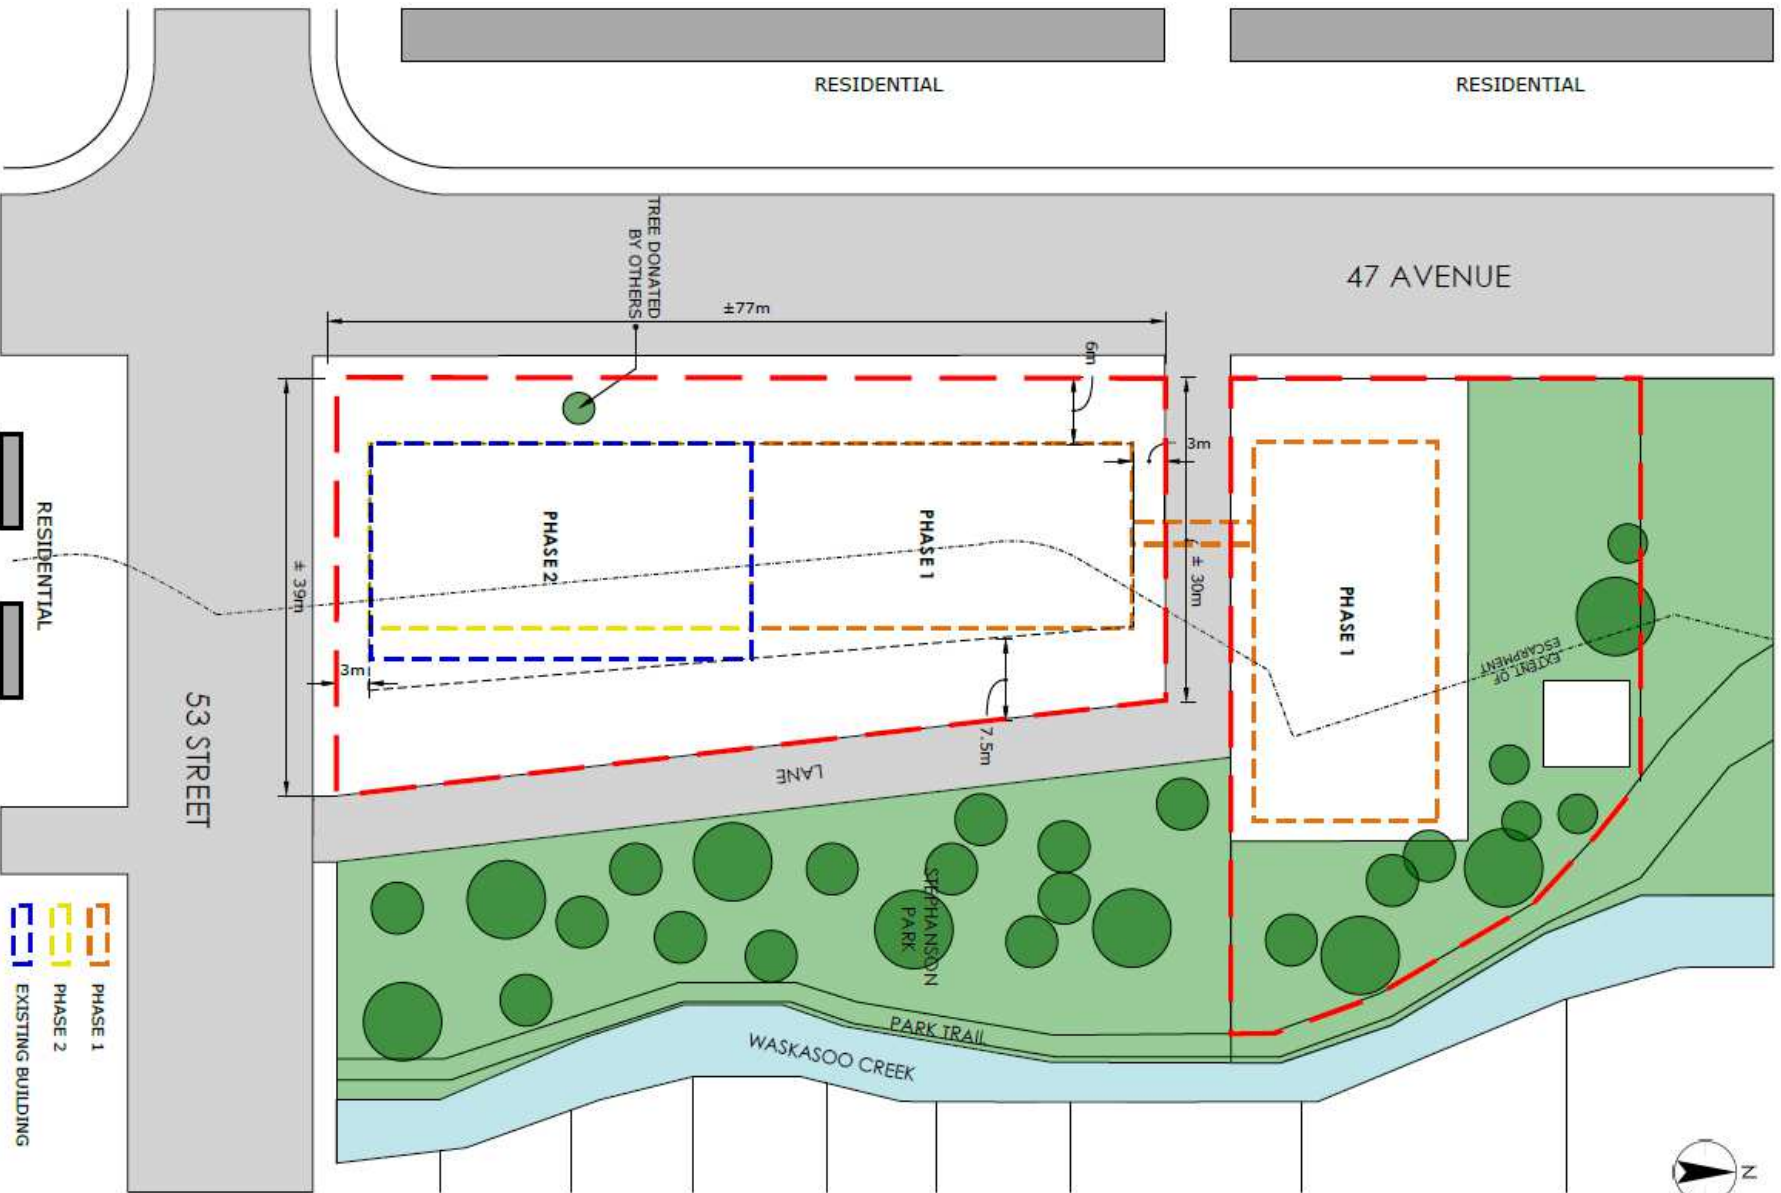 RESIDENTIAL
RESIDENTIAL
47 AVENUE
TREE DONATED
BY OTHERS
±77m
6m
3m
± 39m
± 30m
PHASE 2
PHASE 1
PHASE 1
EXTENT OF
ESCARPMENT
RESIDENTIAL
3m
7.5m
53 STREET
LANE
STEPHANSON
PARK
PARK TRAIL
WASKASOO CREEK
PHASE 1
PHASE 2
EXISTING BUILDING
N